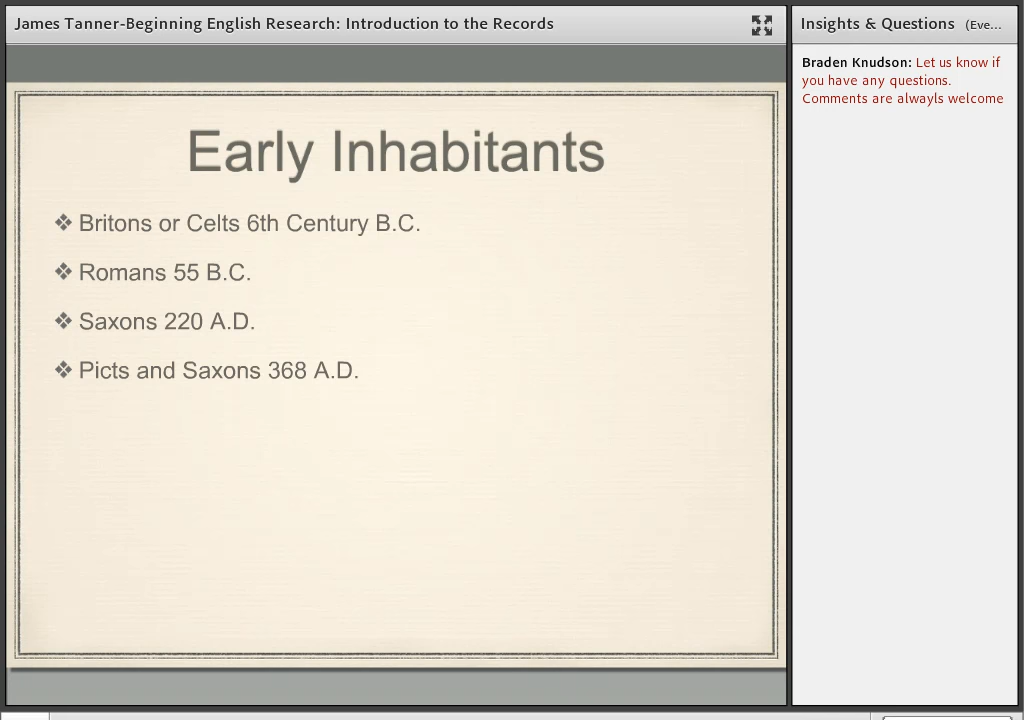 James Tanner-Beginning English Research: Introduction to the Records
Early Inhabitants
❖ Britons or Celts 6th Century B.C.
❖ Romans 55 B.C.
❖ Saxons 220 A.D.
❖ Picts and Saxons 368 A.D.
Insights & Questions (Eve...
Braden Knudson: Let us know if
you have any questions.
Comments are alwayls welcome